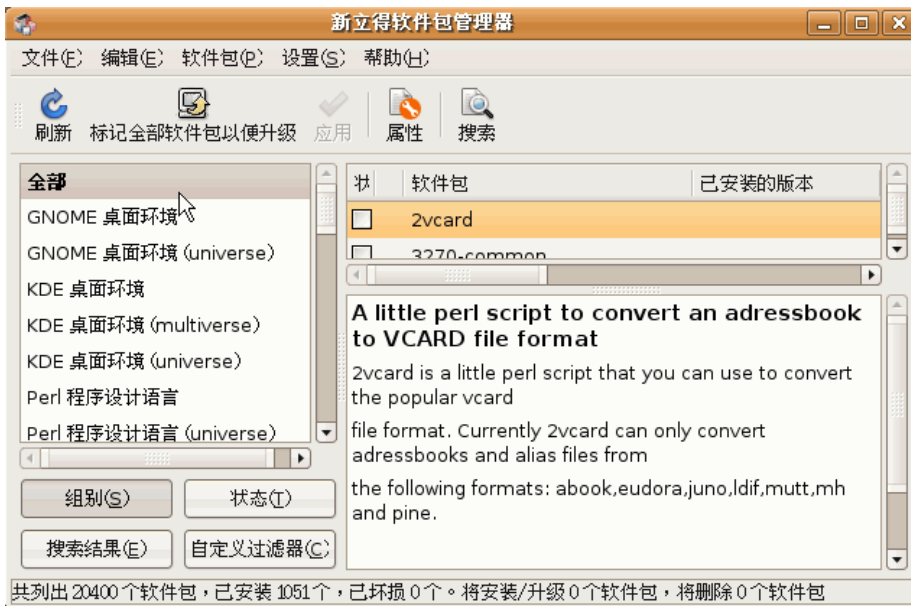 新立得软件包管理器
文件(F) 编辑(E) 软件包(P) 设置(S) 帮助(H)
刷新 标记全部软件包以便升级 应用 属性 搜索
全部
GNOME 桌面环境
GNOME 桌面环境 (universe)
KDE 桌面环境
KDE 桌面环境 (multiverse)
KDE 桌面环境 (universe)
Perl 程序设计语言
Perl 程序设计语言 (universe)
组别(S) 状态(T)
搜索结果(E) 自定义过滤器(C)
状 软件包 已安装的版本
2vcard
3270-common
A little perl script to convert an adressbook
to VCARD file format
2vcard is a little perl script that you can use to convert
the popular vcard
file format. Currently 2vcard can only convert
adressbooks and alias files from
the following formats: abook,eudora,juno,ldif,mutt,mh
and pine.
共列出 20400 个软件包，已安装 1051 个，已坏损 0 个。将安装/升级 0 个软件包，将删除 0 个软件包